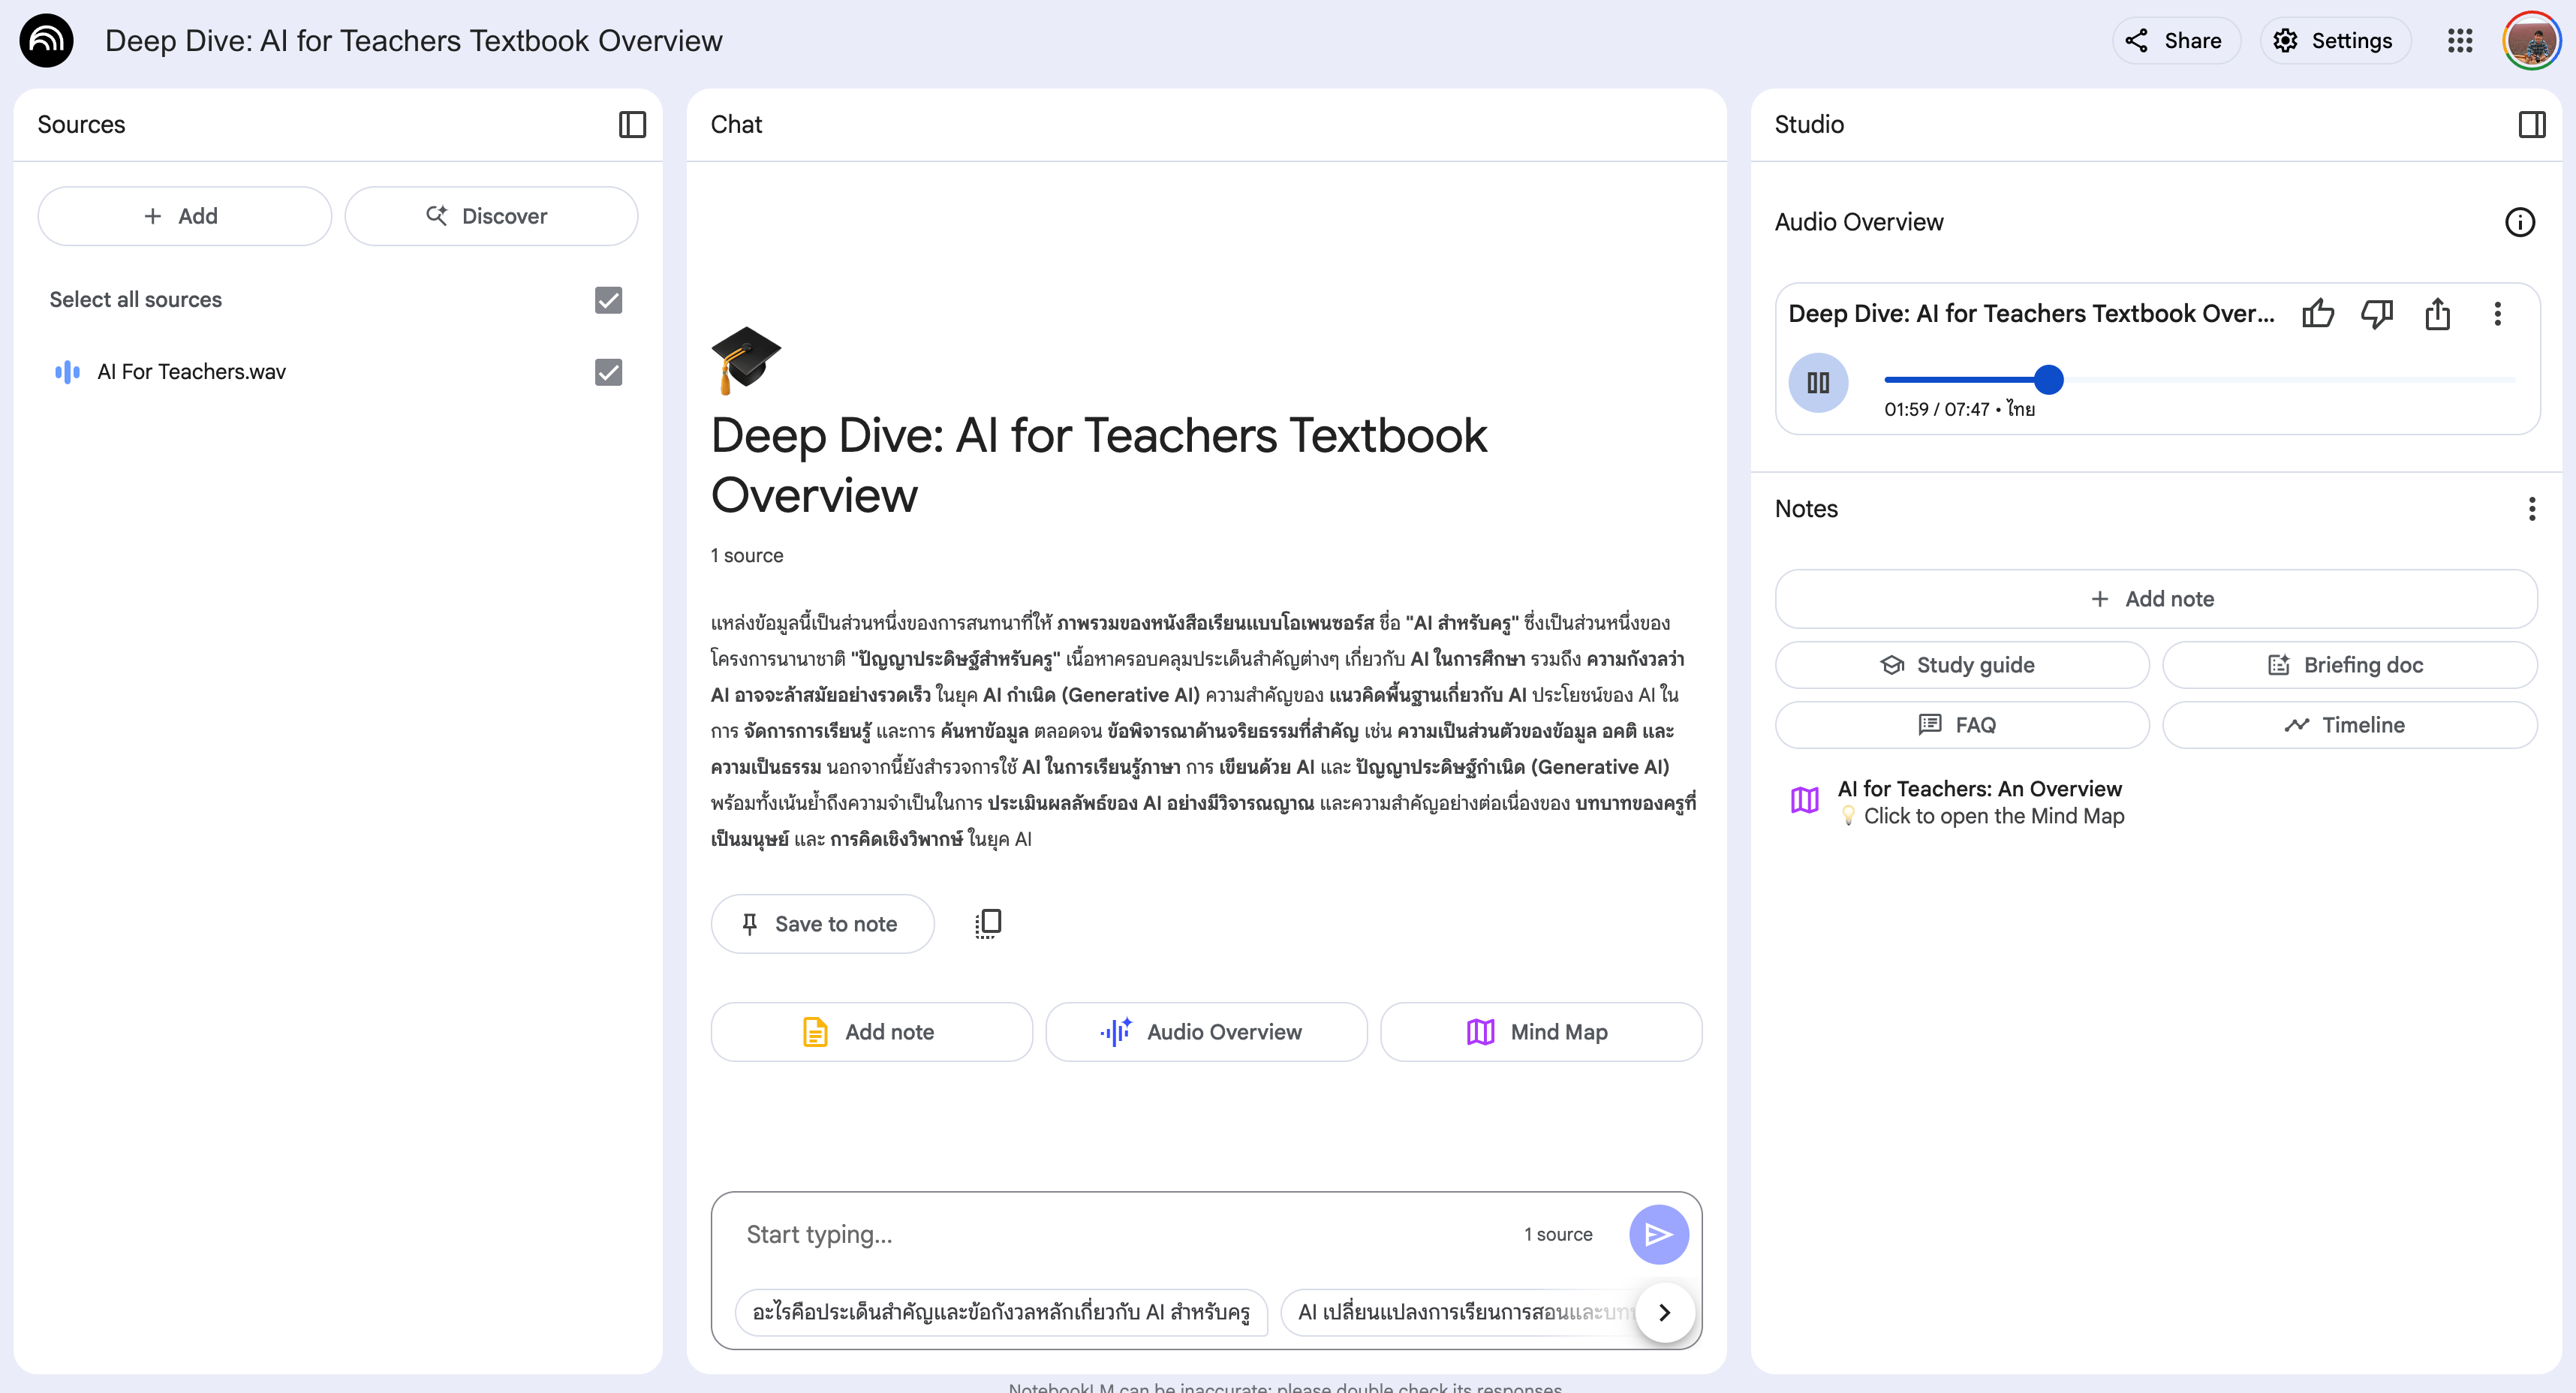 Deep Dive: AI for Teachers Textbook Overview
Share
Settings
Sources
Add
Discover
Select all sources
AI For Teachers.wav
Chat
Deep Dive: AI for Teachers Textbook
Overview
1 source
แหล่งข้อมูลนี้เป็นส่วนหนึ่งของการสนทนาที่ให้ ภาพรวมของหนังสือเรียนแบบโอเพนซอร์ส ชื่อ "AI สำหรับครู" ซึ่งเป็นส่วนหนึ่งของ
โครงการนานาชาติ "ปัญญาประดิษฐ์สำหรับครู" เนื้อหาครอบคลุมประเด็นสำคัญต่างๆ เกี่ยวกับ AI ในการศึกษา รวมถึง ความกังวลว่า
AI อาจจะล้าสมัยอย่างรวดเร็ว ในยุค AI กำเนิด (Generative AI) ความสำคัญของ แนวคิดพื้นฐานเกี่ยวกับ AI ประโยชน์ของ AI ใน
การ จัดการการเรียนรู้ และการ ค้นหาข้อมูล ตลอดจน ข้อพิจารณาด้านจริยธรรมที่สำคัญ เช่น ความเป็นส่วนตัวของข้อมูล อคติ และ
ความเป็นธรรม นอกจากนี้ยังสำรวจการใช้ AI ในการเรียนรู้ภาษา การ เขียนด้วย AI และ ปัญญาประดิษฐ์กำเนิด (Generative AI)
พร้อมทั้งเน้นย้ำถึงความจำเป็นในการ ประเมินผลลัพธ์ของ AI อย่างมีวิจารณญาณ และความสำคัญอย่างต่อเนื่องของ บทบาทของครูที่
เป็นมนุษย์ และ การคิดเชิงวิพากษ์ ในยุค AI
Save to note
Add note
Audio Overview
Mind Map
Start typing...
1 source
อะไรคือประเด็นสำคัญและข้อกังวลหลักเกี่ยวกับ AI สำหรับครู
AI เปลี่ยนแปลงการเรียนการสอนและบท
NotebookLM can be inaccurate; please double check its responses.
Studio
Audio Overview
Deep Dive: AI for Teachers Textbook Over...
01:59 / 07:47 • ไทย
Notes
Add note
Study guide
Briefing doc
FAQ
Timeline
AI for Teachers: An Overview
Click to open the Mind Map